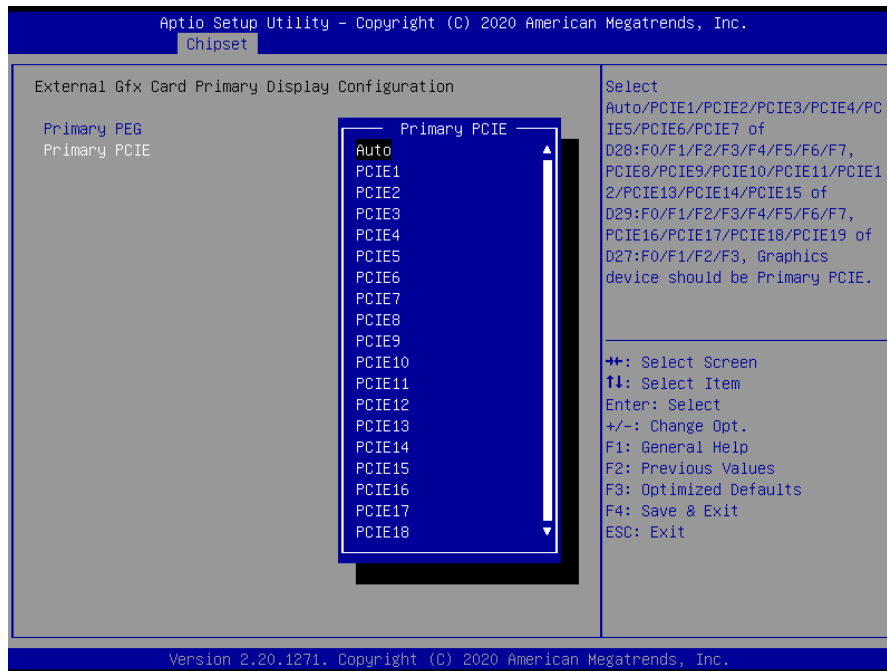 Aptio Setup Utility – Copyright (C) 2020 American Megatrends, Inc.
Chipset
External Gfx Card Primary Display Configuration
Primary PEG
Primary PCIE
Primary PCIE
Auto
PCIE1
PCIE2
PCIE3
PCIE4
PCIE5
PCIE6
PCIE7
PCIE8
PCIE9
PCIE10
PCIE11
PCIE12
PCIE13
PCIE14
PCIE15
PCIE16
PCIE17
PCIE18
Select
Auto/PCIE1/PCIE2/PCIE3/PCIE4/PC
IE5/PCIE6/PCIE7 of
D28:F0/F1/F2/F3/F4/F5/F6/F7,
PCIE8/PCIE9/PCIE10/PCIE11/PCIE1
2/PCIE13/PCIE14/PCIE15 of
D29:F0/F1/F2/F3/F4/F5/F6/F7,
PCIE16/PCIE17/PCIE18/PCIE19 of
D27:F0/F1/F2/F3, Graphics
device should be Primary PCIE.
→←: Select Screen
↑↓: Select Item
Enter: Select
+/-: Change Opt.
F1: General Help
F2: Previous Values
F3: Optimized Defaults
F4: Save & Exit
ESC: Exit
Version 2.20.1271. Copyright (C) 2020 American Megatrends, Inc.